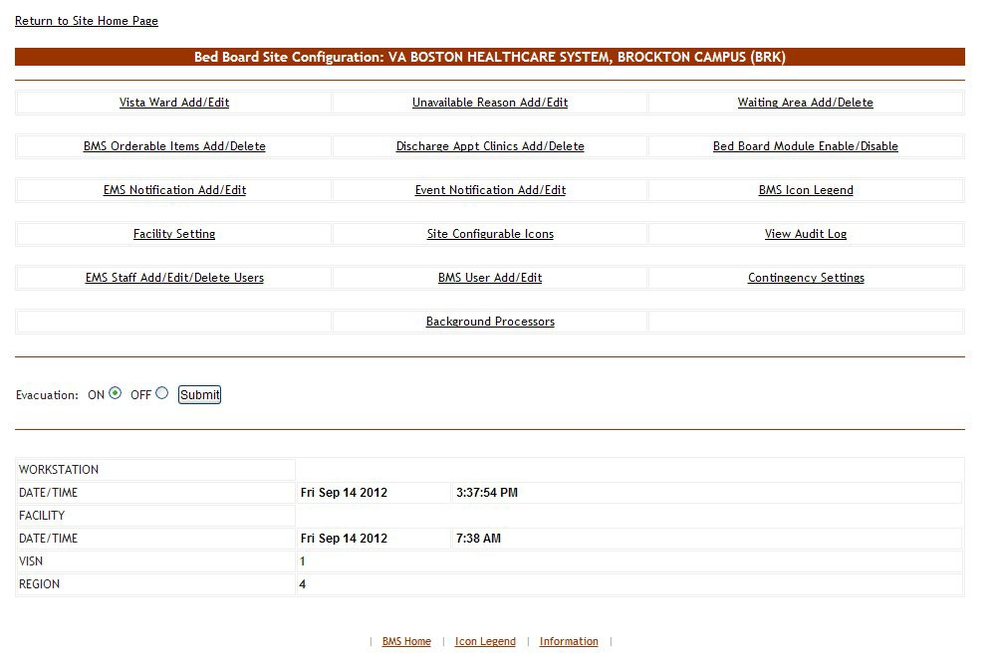 Return to Site Home Page
Bed Board Site Configuration: VA BOSTON HEALTHCARE SYSTEM, BROCKTON CAMPUS (BRK)
Vista Ward Add/Edit Unavailable Reason Add/Edit Waiting Area Add/Delete
BMS Orderable Items Add/Delete Discharge Appt Clinics Add/Delete Bed Board Module Enable/Disable
EMS Notification Add/Edit Event Notification Add/Edit BMS Icon Legend
Facility Setting Site Configurable Icons View Audit Log
EMS Staff Add/Edit/Delete Users BMS User Add/Edit Contingency Settings
Background Processors
Evacuation: ON OFF Submit
WORKSTATION
DATE/TIME Fri Sep 14 2012 3:37:54 PM
FACILITY
DATE/TIME Fri Sep 14 2012 7:38 AM
VISN 1
REGION 4
| BMS Home | Icon Legend | Information |